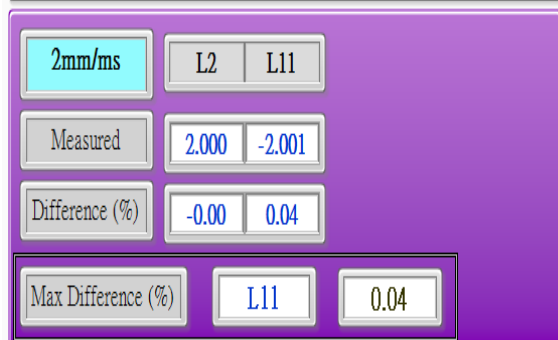 2mm/ms L2 L11
Measured 2.000 -2.001
Difference (%) -0.00 0.04
Max Difference (%) L11 0.04